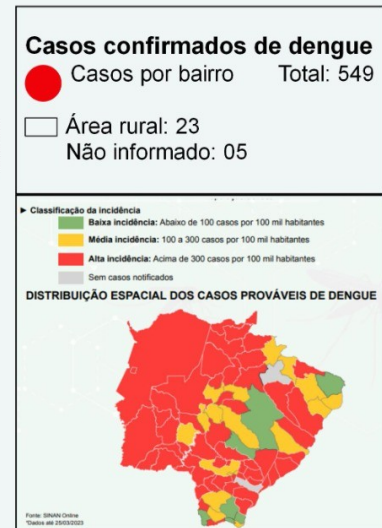 Casos confirmados de dengue
Casos por bairro Total: 549
Área rural: 23
Não informado: 05
► Classificação da incidência
Baixa incidência: Abaixo de 100 casos por 100 mil habitantes
Média incidência: 100 a 300 casos por 100 mil habitantes
Alta incidência: Acima de 300 casos por 100 mil habitantes
Sem casos notificados
DISTRIBUIÇÃO ESPACIAL DOS CASOS PROVÁVEIS DE DENGUE
Fonte: SINAN Online
*Dados até 25/03/2023